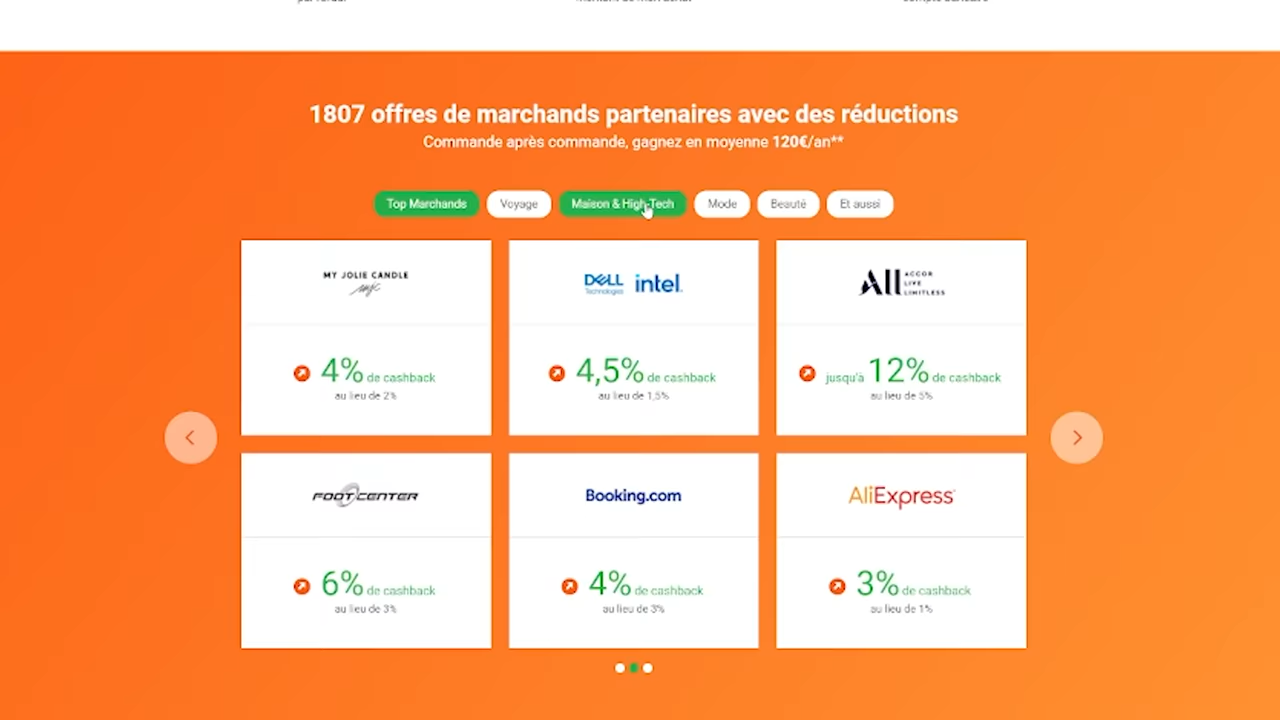 1807 offres de marchands partenaires avec des réductions
Commande après commande, gagnez en moyenne 120€/an**
Top Marchands
Voyage
Maison & High-Tech
Mode
Beauté
Et aussi
MY JOLIE CANDLE
mjc
DELL Technologies intel.
ALL ACCOR LIVE LIMITLESS
4% de cashback
au lieu de 2%
4,5% de cashback
au lieu de 1,5%
jusqu'à 12% de cashback
au lieu de 5%
FOOT CENTER
Booking.com
AliExpress
6% de cashback
au lieu de 3%
4% de cashback
au lieu de 3%
3% de cashback
au lieu de 1%